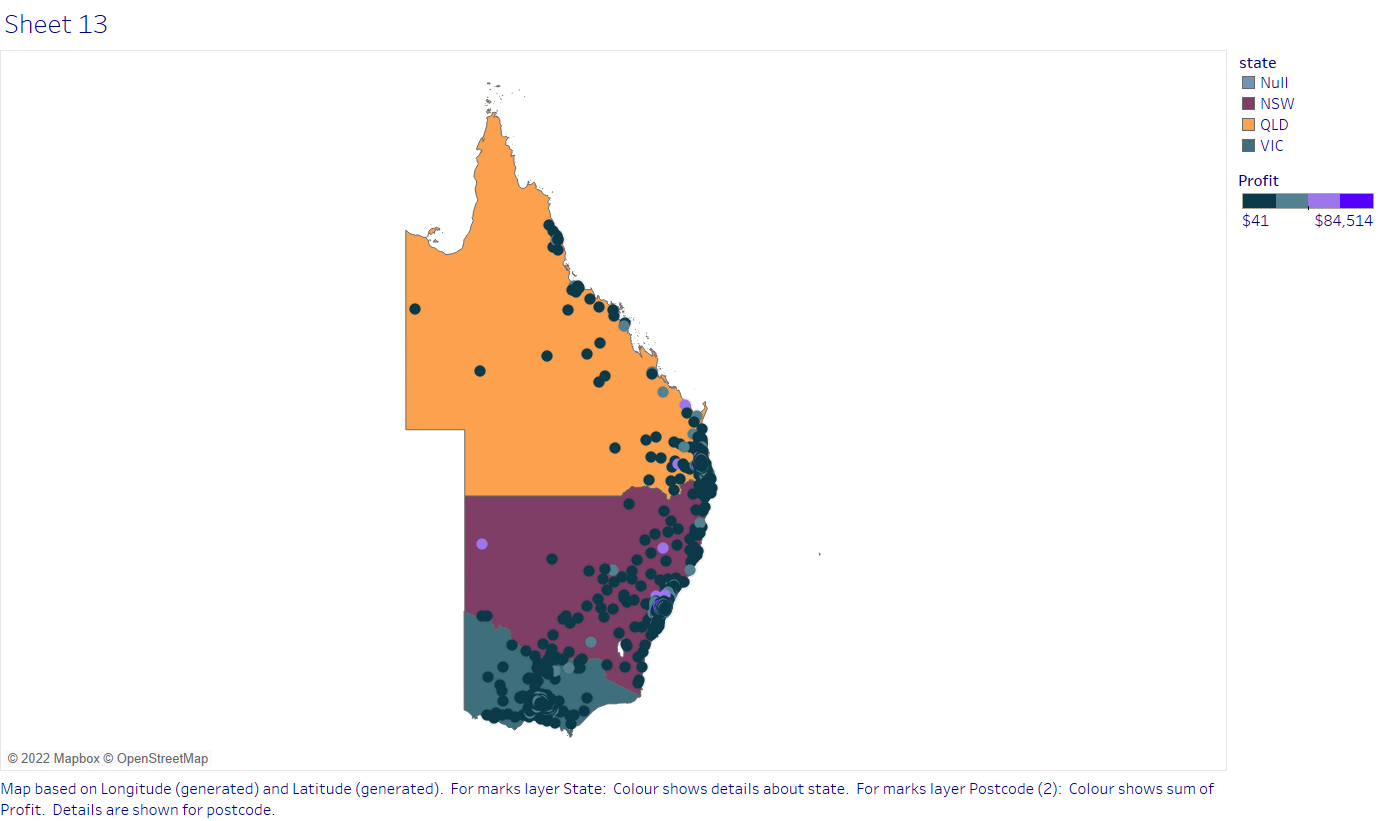 Sheet 13
state
Null
NSW
QLD
VIC
Profit
$41 $84,514
© 2022 Mapbox © OpenStreetMap
Map based on Longitude (generated) and Latitude (generated).  For marks layer State:  Colour shows details about state.  For marks layer Postcode (2):  Colour shows sum of
Profit.  Details are shown for postcode.